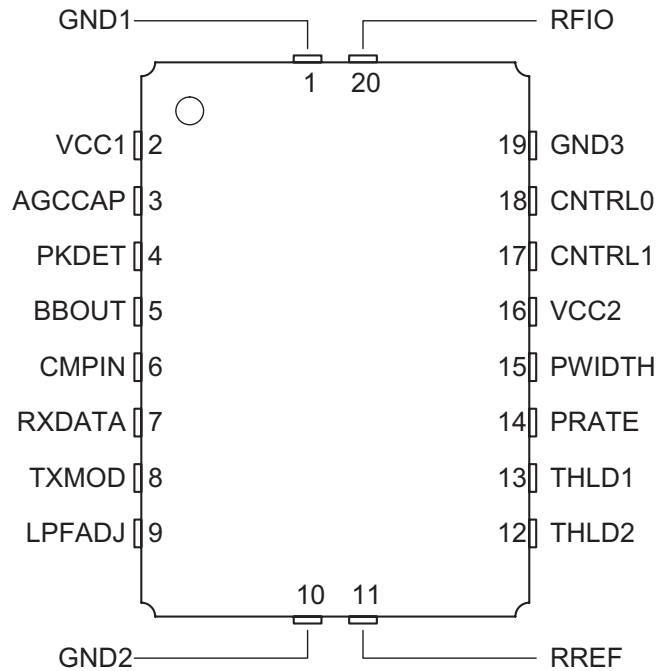 GND1 RFIO
1 20
VCC1 2 19 GND3
AGCCAP 3 18 CNTRL0
PKDET 4 17 CNTRL1
BBOUT 5 16 VCC2
CMPIN 6 15 PWIDTH
RXDATA 7 14 PRATE
TXMOD 8 13 THLD1
LPFADJ 9 12 THLD2
10 11
GND2 RREF